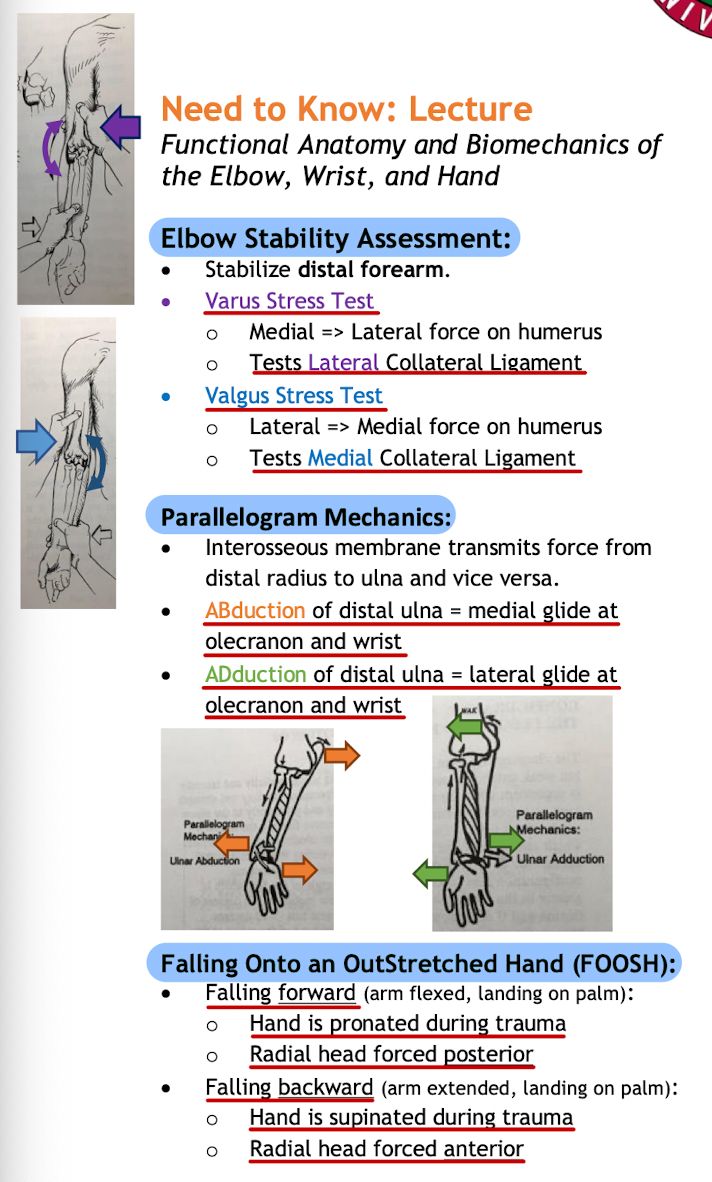 NIV
Need to Know: Lecture
Functional Anatomy and Biomechanics of
the Elbow, Wrist, and Hand
Elbow Stability Assessment:
• Stabilize distal forearm.
• Varus Stress Test
o Medial => Lateral force on humerus
o Tests Lateral Collateral Ligament
• Valgus Stress Test
o Lateral => Medial force on humerus
o Tests Medial Collateral Ligament
Parallelogram Mechanics:
• Interosseous membrane transmits force from
distal radius to ulna and vice versa.
• ABduction of distal ulna = medial glide at
olecranon and wrist
• ADduction of distal ulna = lateral glide at
olecranon and wrist
Parallelogram
Ulnar Abduction
WAK
Parallelogram
Mechanics:
Ulnar Adduction
Falling Onto an OutStretched Hand (FOOSH):
• Falling forward (arm flexed, landing on palm):
o Hand is pronated during trauma
o Radial head forced posterior
• Falling backward (arm extended, landing on palm):
o Hand is supinated during trauma
o Radial head forced anterior